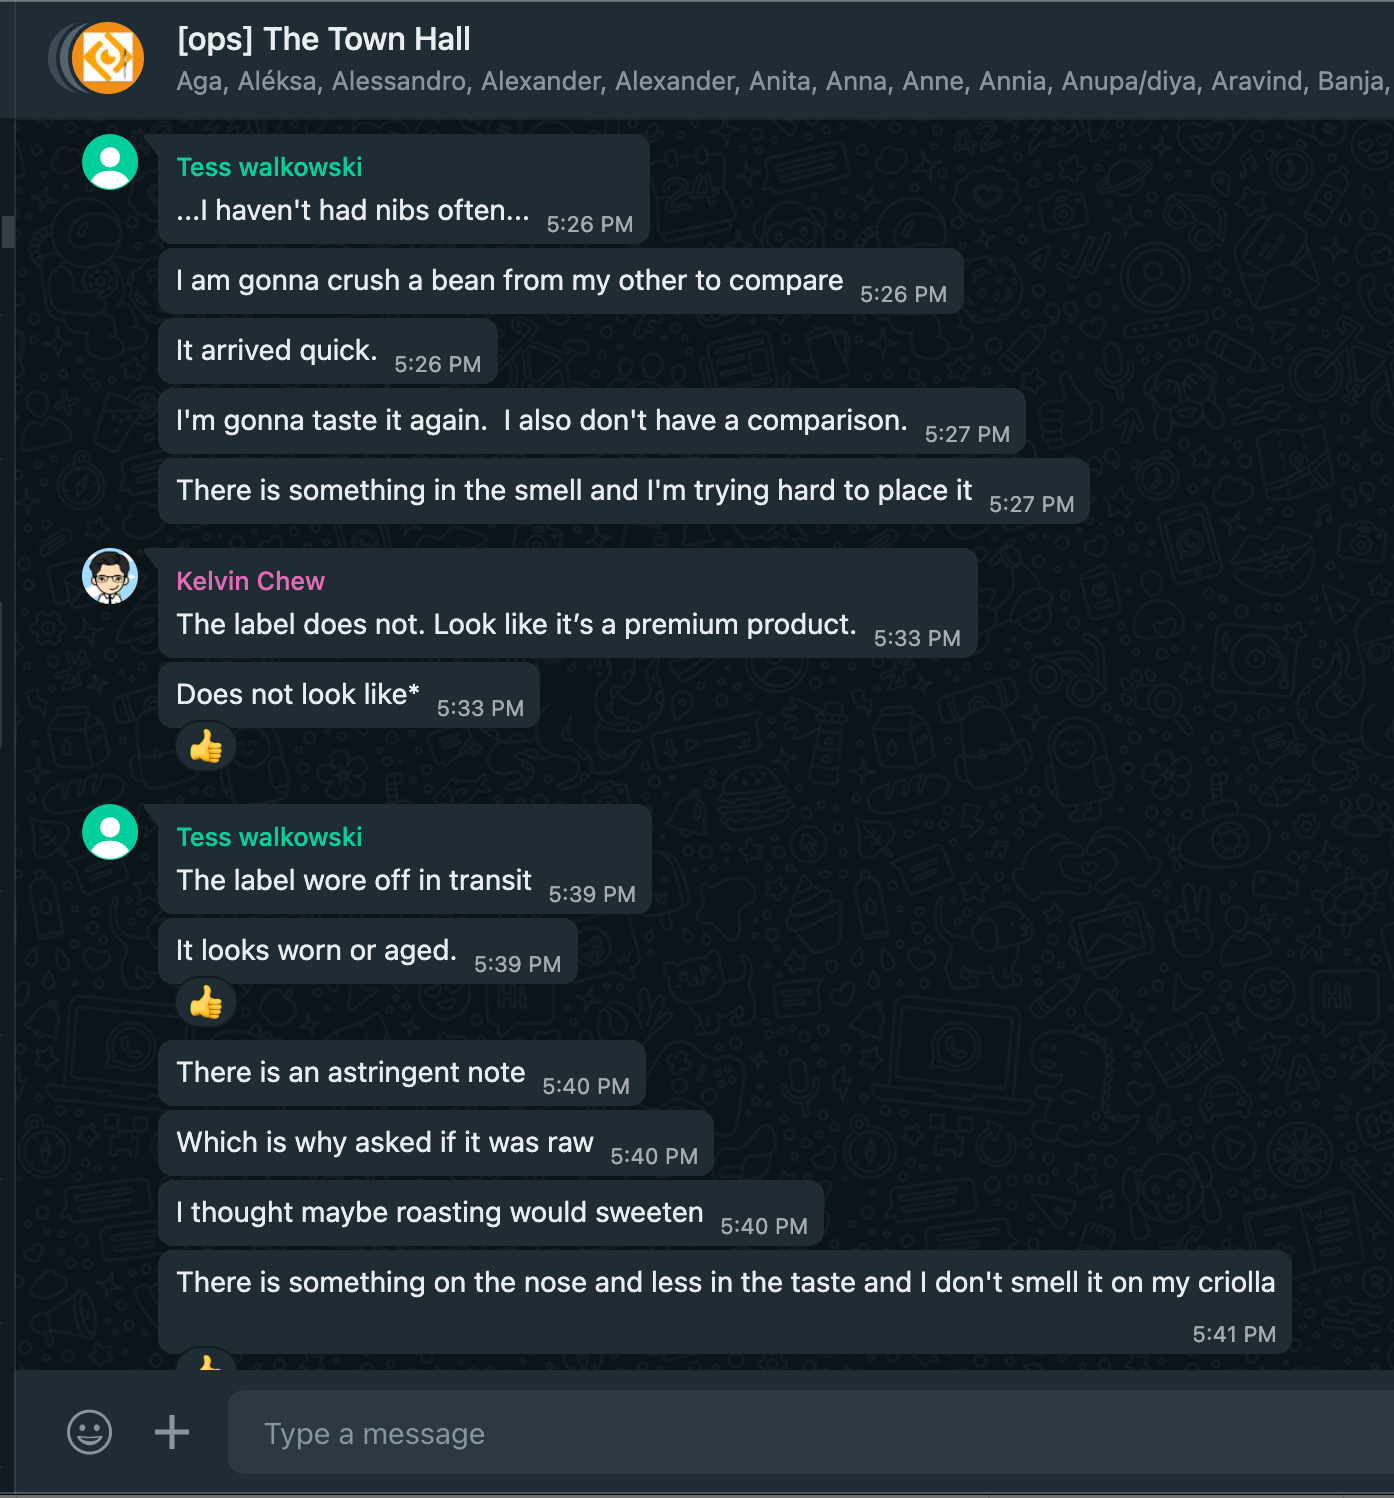 [ops] The Town Hall
Aga, Aléksa, Alessandro, Alexander, Alexander, Anita, Anna, Anne, Annia, Anupa/diya, Aravind, Banja,
Tess walkowski
...I haven't had nibs often... 5:26 PM
I am gonna crush a bean from my other to compare 5:26 PM
It arrived quick. 5:26 PM
I'm gonna taste it again.  I also don't have a comparison. 5:27 PM
There is something in the smell and I'm trying hard to place it 5:27 PM
Kelvin Chew
The label does not. Look like it’s a premium product. 5:33 PM
Does not look like* 5:33 PM
👍
Tess walkowski
The label wore off in transit 5:39 PM
It looks worn or aged. 5:39 PM
👍
There is an astringent note 5:40 PM
Which is why asked if it was raw 5:40 PM
I thought maybe roasting would sweeten 5:40 PM
There is something on the nose and less in the taste and I don't smell it on my criolla
5:41 PM
Type a message